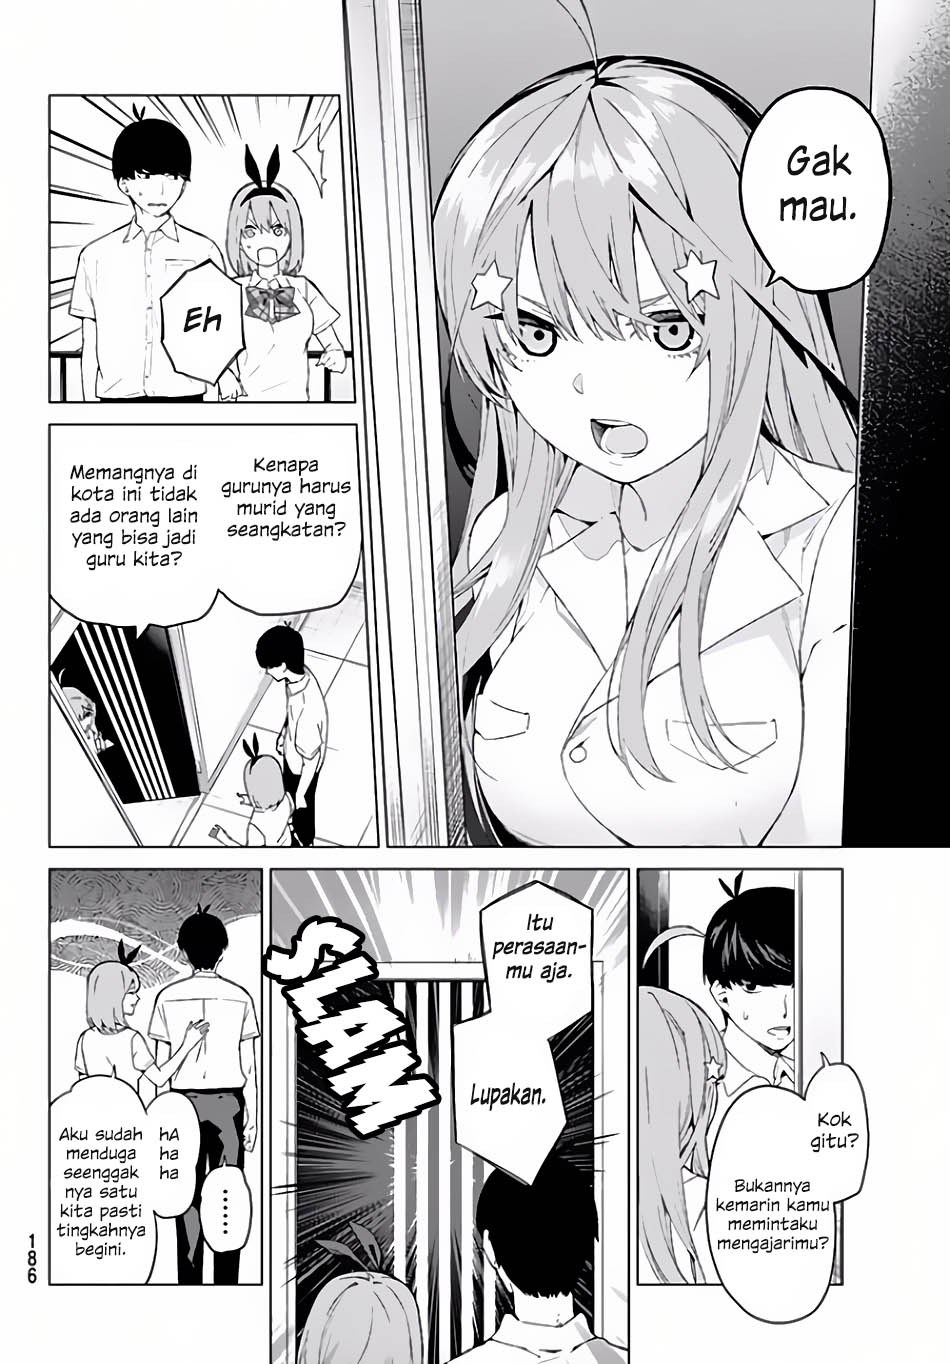 Gak
mau.
Eh
Kenapa
gurunya harus
murid yang
seangkatan?
Memangnya di
kota ini tidak
ada orang lain
yang bisa jadi
guru kita?
Kok
gitu?
Bukannya
kemarin kamu
memintaku
mengajarimu?
Itu
perasaan-
mu aja.
Lupakan.
SLAM
......
hA
ha
ha
Aku sudah
menduga
seenggak
nya satu
kita pasti
tingkahnya
begini.
186